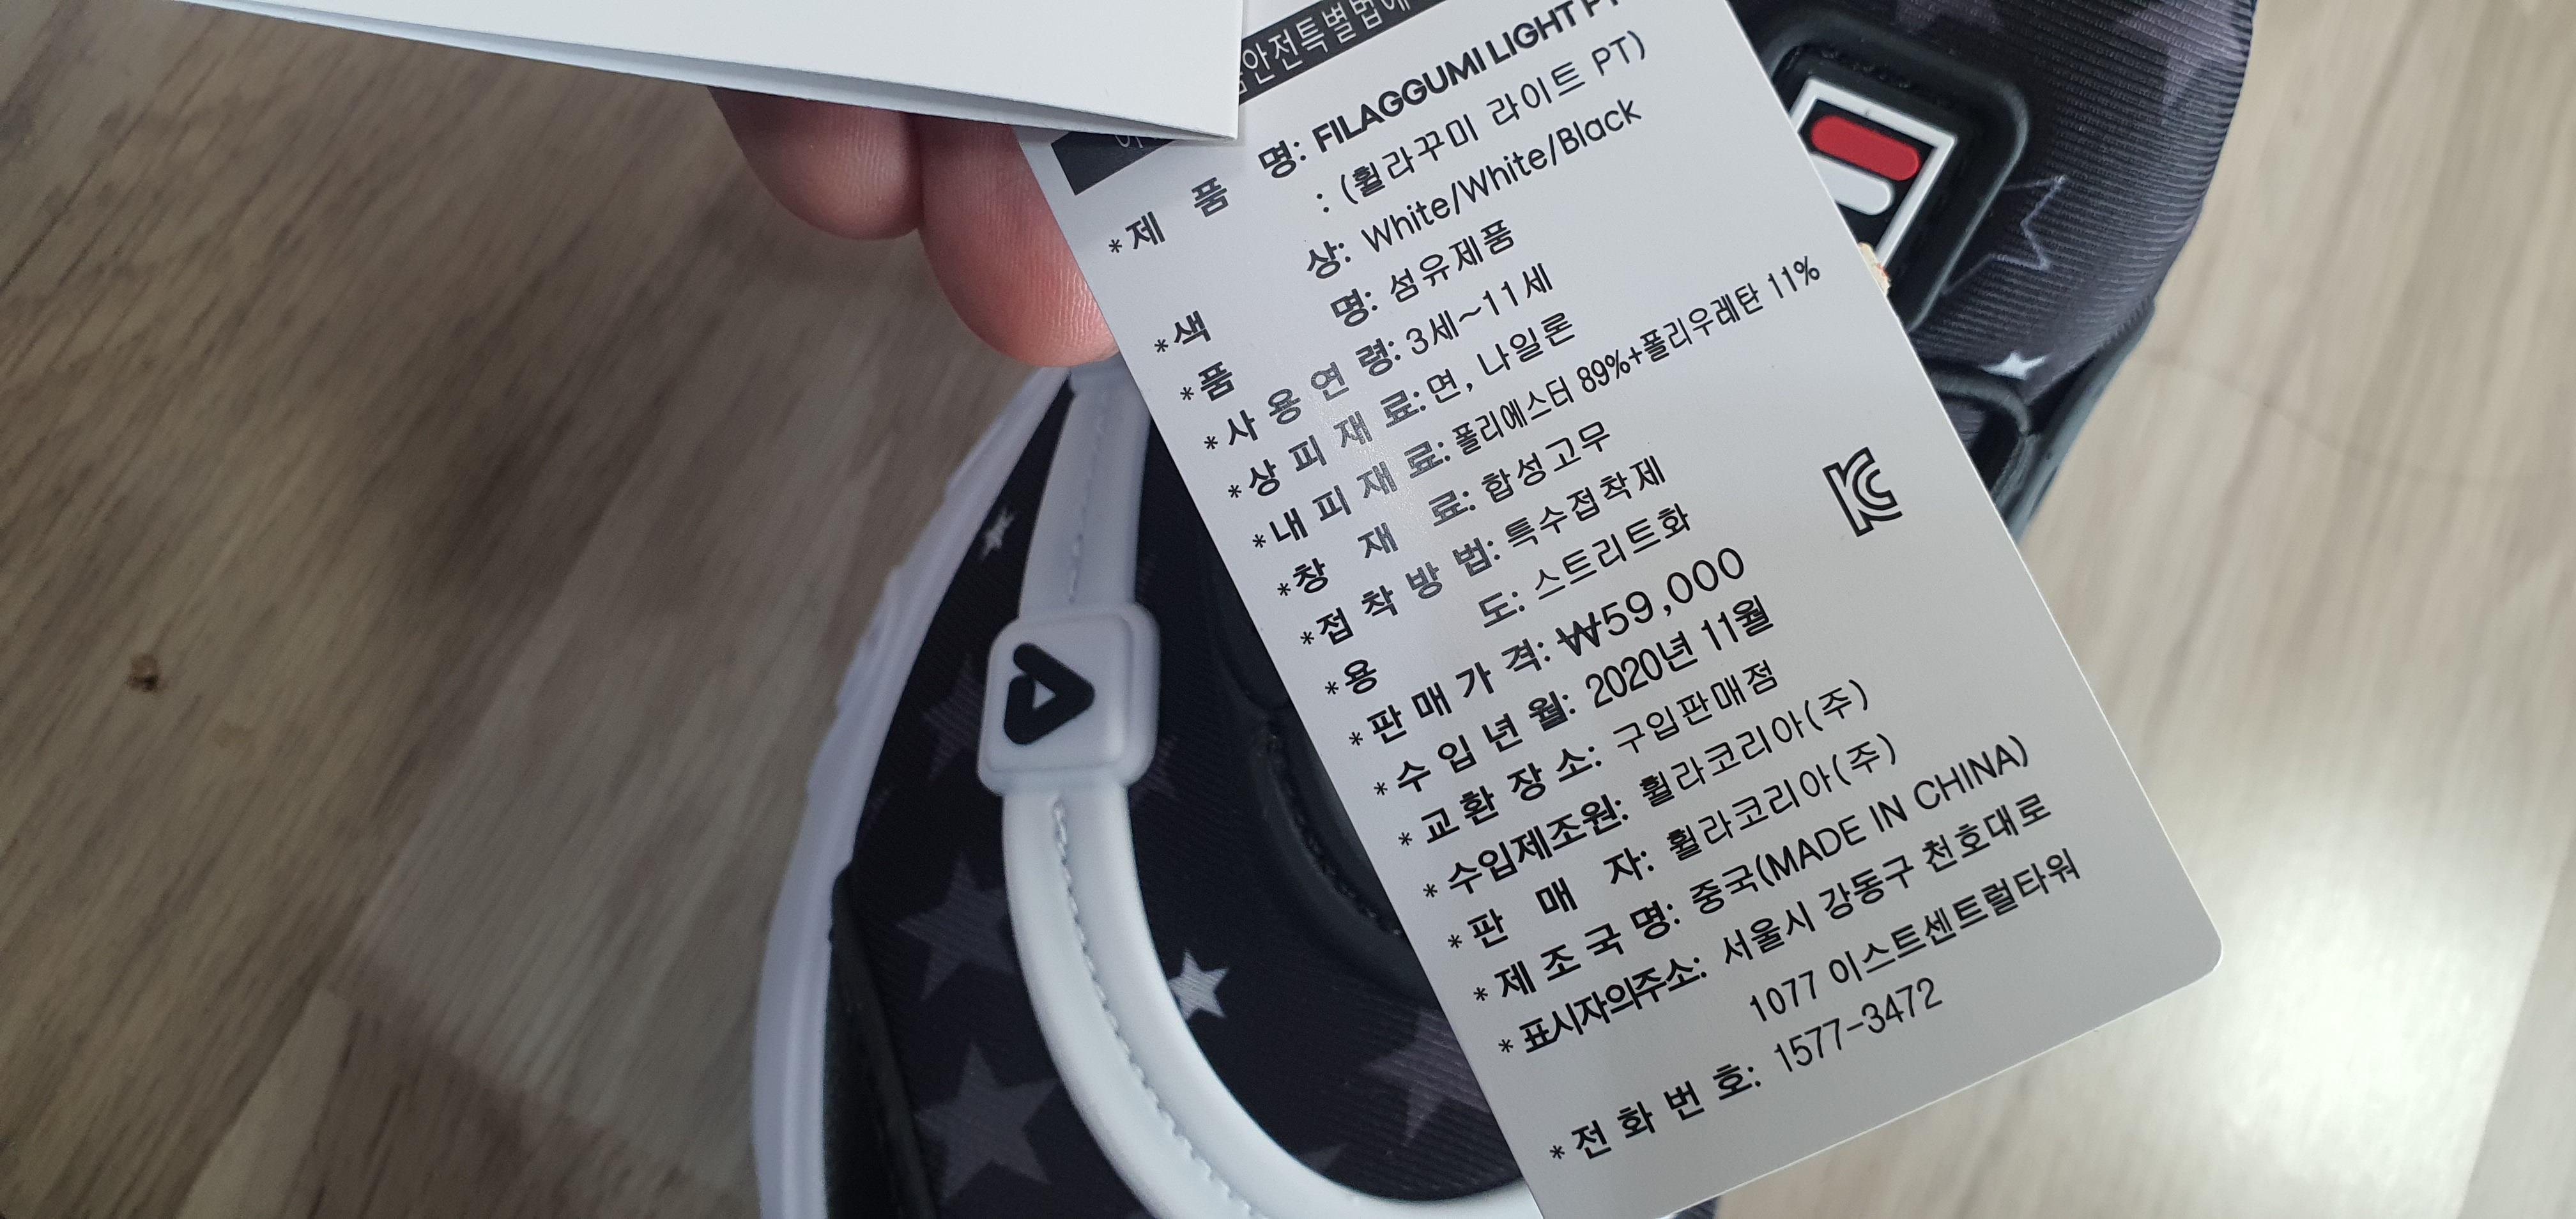 안전특별법에
*제 품 명: FILAGGUMI LIGHT PT
: (휠라꾸미 라이트 PT)
*색 상: White/White/Black
*품 명: 섬유제품
*사용연령: 3세~11세
*상피재료: 면, 나일론
*내피재료: 폴리에스터 89%+폴리우레탄 11%
*창 재 료: 합성고무
*접착방법: 특수접착제
*용 도: 스트리트화
*판매가격: ₩59,000
*수입년월: 2020년 11월
*교환장소: 구입판매점
*수입제조원: 휠라코리아(주)
*판 매 자: 휠라코리아(주)
*제조국명: 중국(MADE IN CHINA)
*표시자의주소: 서울시 강동구 천호대로
1077 이스트센트럴타워
*전화번호: 1577-3472